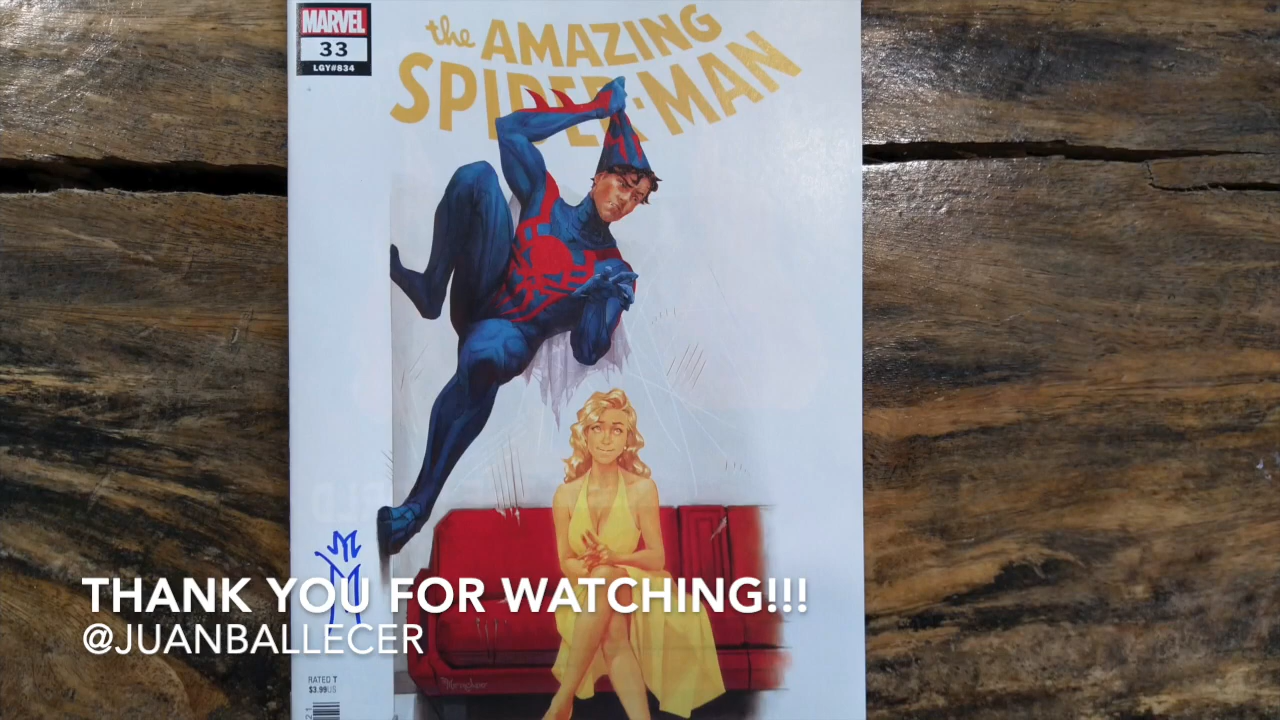 MARVEL
33
LGY#834
the AMAZING
SPIDER-MAN
THANK YOU FOR WATCHING!!!
@JUANBALLECER
RATED T
$3.99US